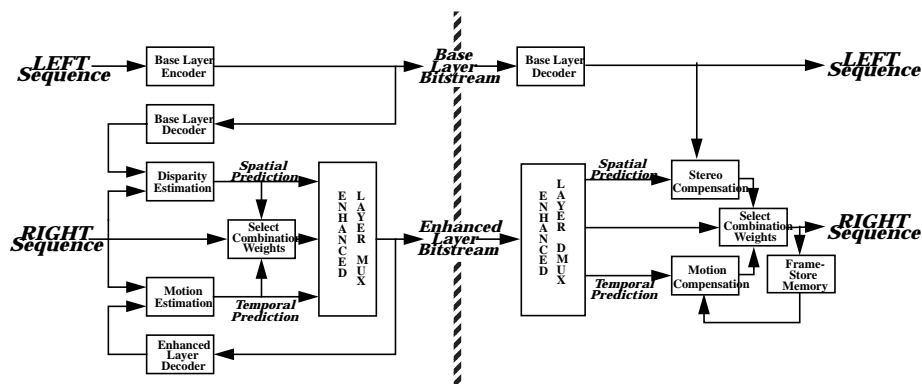 LEFT
Sequence
Base Layer
Encoder
Base
Layer
Bitstream
Base Layer
Decoder
LEFT
Sequence
Base Layer
Decoder
Disparity
Estimation
Spatial
Prediction
ENHANCED
LAYER MUX
Spatial
Prediction
Stereo
Compensation
RIGHT
Sequence
Select
Combination
Weights
Enhanced
Layer
Bitstream
ENHANCED
LAYER DMUX
Select
Combination
Weights
RIGHT
Sequence
Motion
Estimation
Temporal
Prediction
Temporal
Prediction
Motion
Compensation
Frame-
Store
Memory
Enhanced
Layer
Decoder